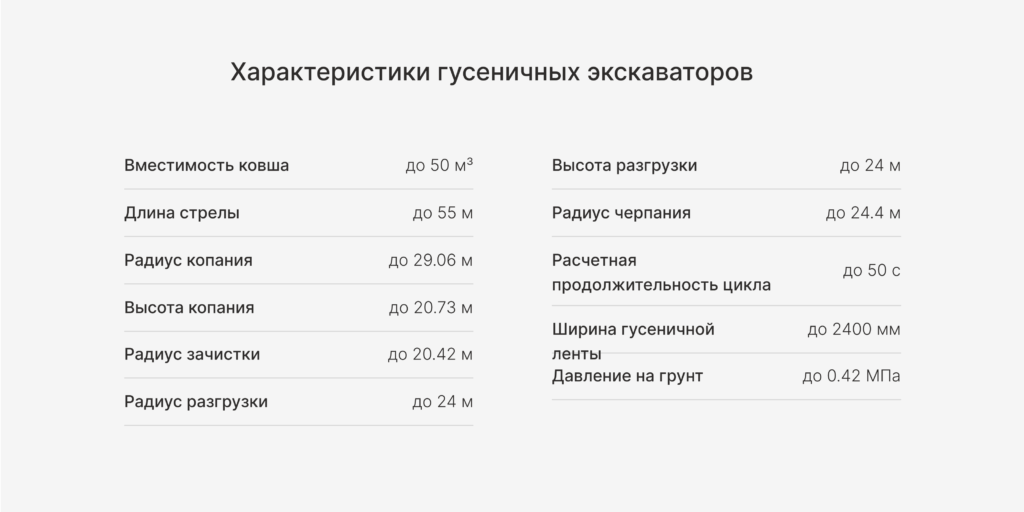 Характеристики гусеничных экскаваторов
Вместимость ковша до 50 м³
Длина стрелы до 55 м
Радиус копания до 29.06 м
Высота копания до 20.73 м
Радиус зачистки до 20.42 м
Радиус разгрузки до 24 м
Высота разгрузки до 24 м
Радиус черпания до 24.4 м
Расчетная
продолжительность цикла до 50 с
Ширина гусеничной до 2400 мм
ленты
Давление на грунт до 0.42 МПа